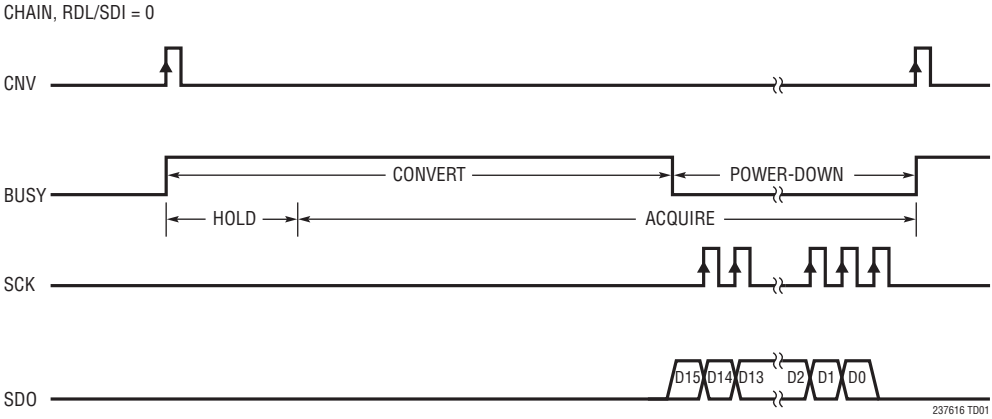 CHAIN, RDL/SDI = 0
CNV
CONVERT
POWER-DOWN
BUSY
HOLD
ACQUIRE
SCK
D15 D14 D13 D2 D1 D0
SDO
237616 TD01